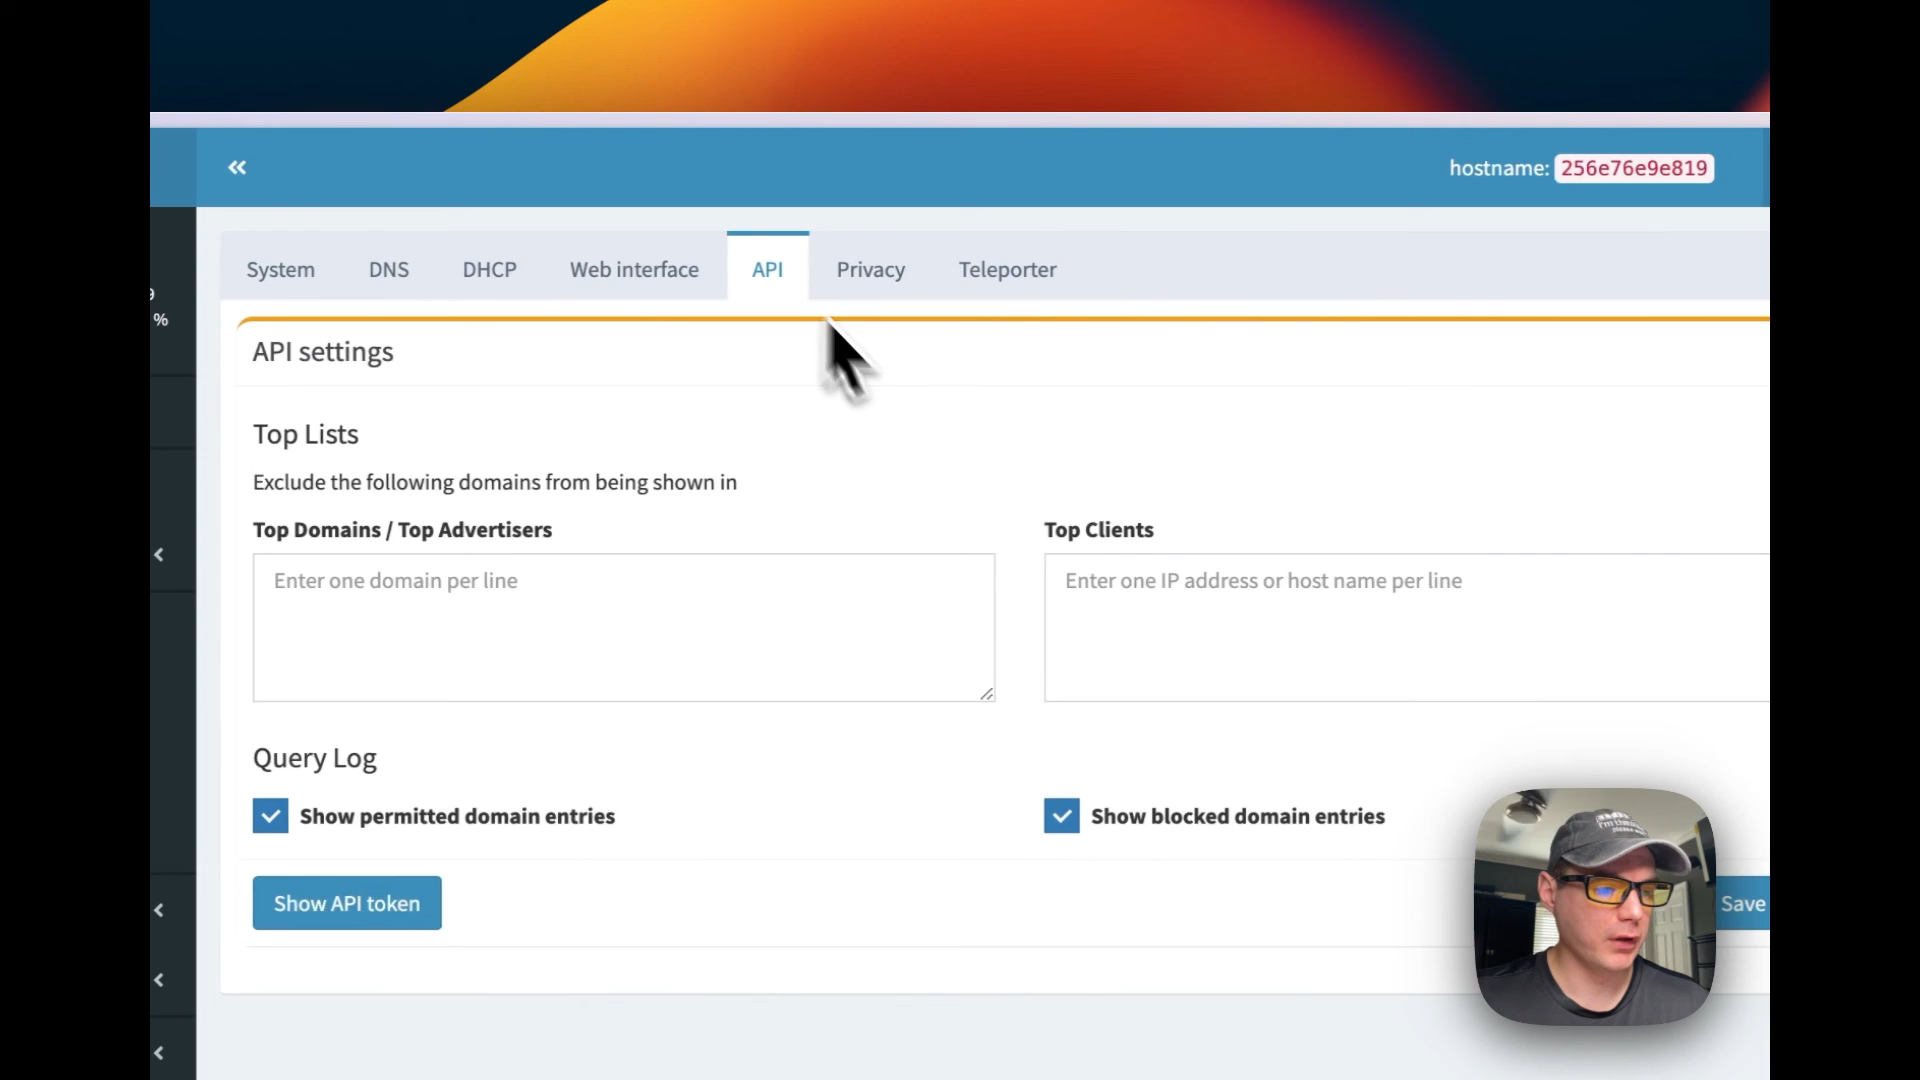 hostname: 256e76e9e819
System DNS DHCP Web interface API Privacy Teleporter
%
API settings
Top Lists
Exclude the following domains from being shown in
Top Domains / Top Advertisers Top Clients
Enter one domain per line Enter one IP address or host name per line
Query Log
Show permitted domain entries Show blocked domain entries
Show API token Save